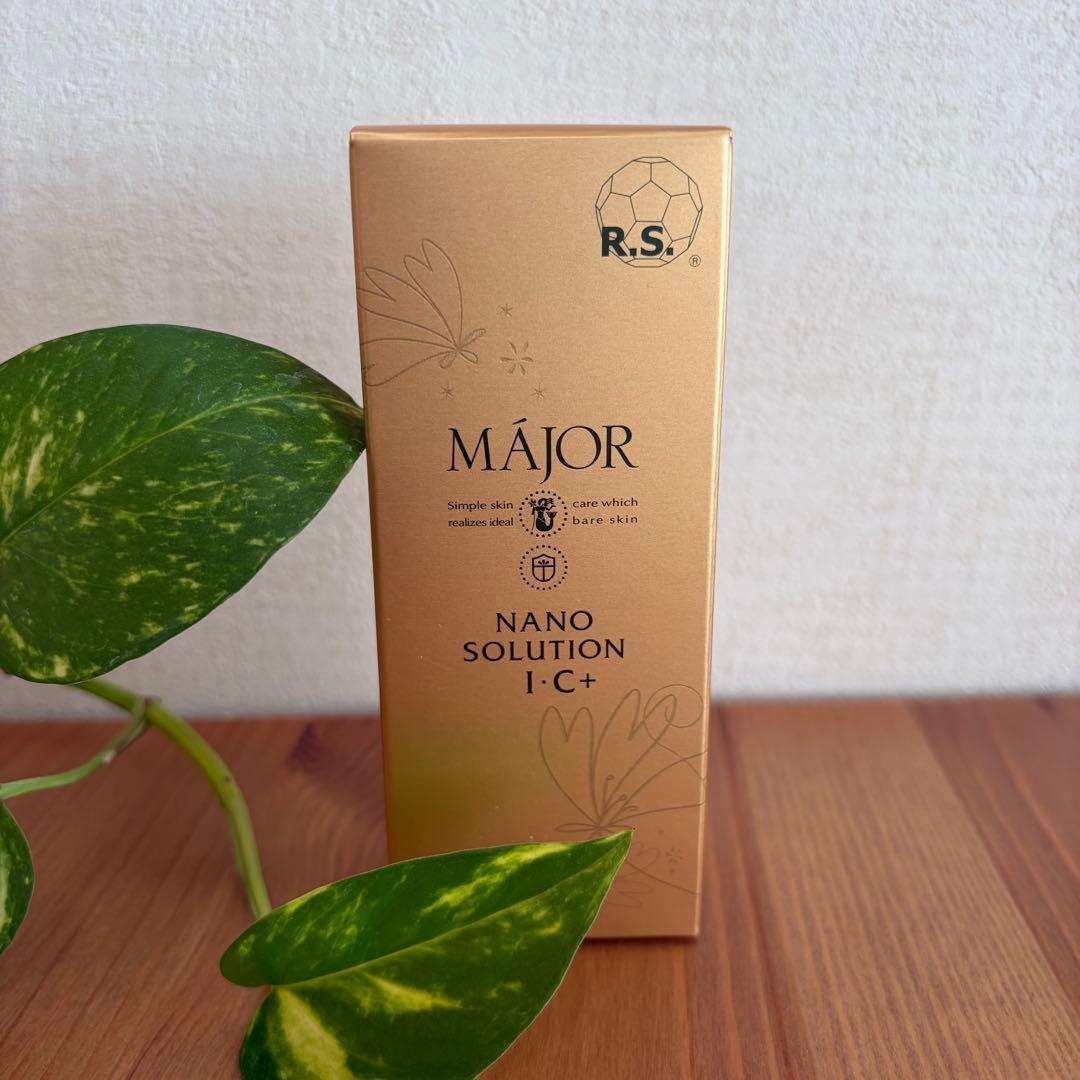 R.S.
®
MÁJOR
Simple skin care which
realizes ideal bare skin
NANO
SOLUTION
I·C+